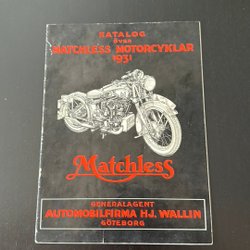 KATALOG
ÖVER
MATCHLESS MOTORCYKLAR
1931
Matchless
GENERALAGENT
AUTOMOBILFIRMA HJ. WALLIN
GÖTEBORG